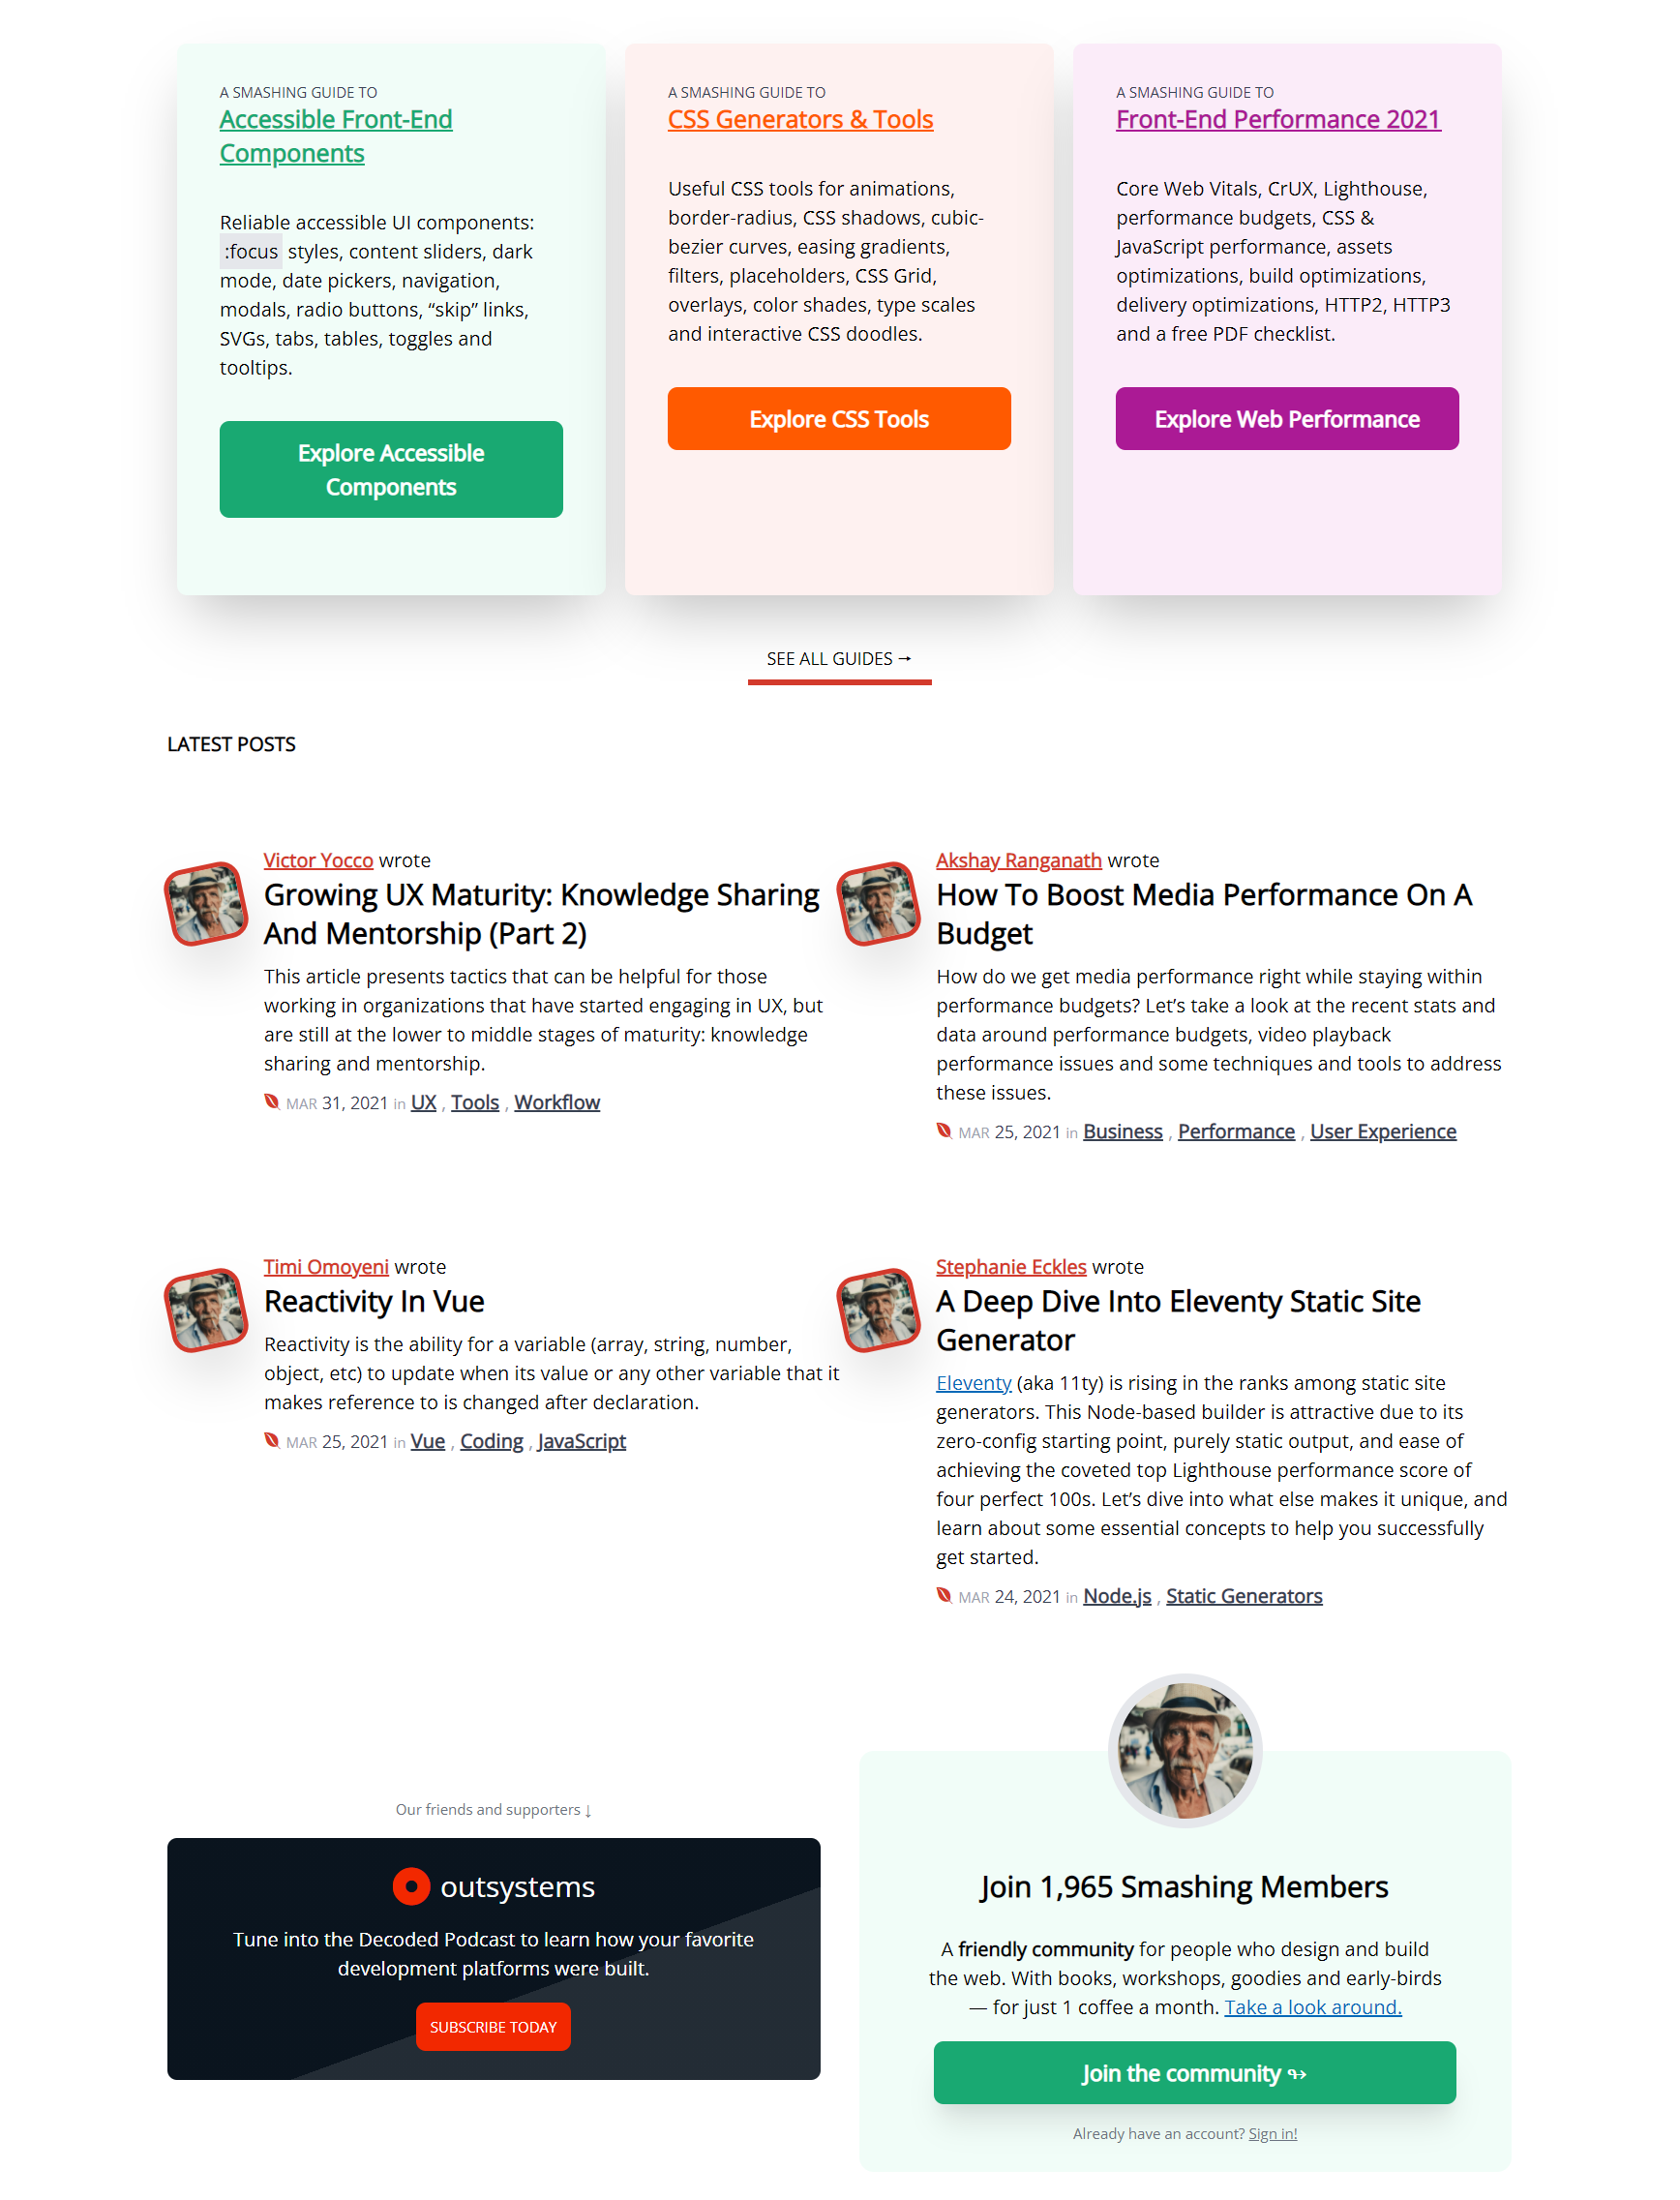 A SMASHING GUIDE TO
Accessible Front-End
Components
Reliable accessible UI components:
:focus styles, content sliders, dark
mode, date pickers, navigation,
modals, radio buttons, “skip” links,
SVGs, tabs, tables, toggles and
tooltips.
Explore Accessible
Components
A SMASHING GUIDE TO
CSS Generators & Tools
Useful CSS tools for animations,
border-radius, CSS shadows, cubic-
bezier curves, easing gradients,
filters, placeholders, CSS Grid,
overlays, color shades, type scales
and interactive CSS doodles.
Explore CSS Tools
A SMASHING GUIDE TO
Front-End Performance 2021
Core Web Vitals, CrUX, Lighthouse,
performance budgets, CSS &
JavaScript performance, assets
optimizations, build optimizations,
delivery optimizations, HTTP2, HTTP3
and a free PDF checklist.
Explore Web Performance
SEE ALL GUIDES →
LATEST POSTS
Victor Yocco wrote
Growing UX Maturity: Knowledge Sharing
And Mentorship (Part 2)
This article presents tactics that can be helpful for those
working in organizations that have started engaging in UX, but
are still at the lower to middle stages of maturity: knowledge
sharing and mentorship.
MAR 31, 2021 in UX , Tools , Workflow
Akshay Ranganath wrote
How To Boost Media Performance On A
Budget
How do we get media performance right while staying within
performance budgets? Let’s take a look at the recent stats and
data around performance budgets, video playback
performance issues and some techniques and tools to address
these issues.
MAR 25, 2021 in Business , Performance , User Experience
Timi Omoyeni wrote
Reactivity In Vue
Reactivity is the ability for a variable (array, string, number,
object, etc) to update when its value or any other variable that it
makes reference to is changed after declaration.
MAR 25, 2021 in Vue , Coding , JavaScript
Stephanie Eckles wrote
A Deep Dive Into Eleventy Static Site
Generator
Eleventy (aka 11ty) is rising in the ranks among static site
generators. This Node-based builder is attractive due to its
zero-config starting point, purely static output, and ease of
achieving the coveted top Lighthouse performance score of
four perfect 100s. Let’s dive into what else makes it unique, and
learn about some essential concepts to help you successfully
get started.
MAR 24, 2021 in Node.js , Static Generators
Our friends and supporters ↓
outsystems
Tune into the Decoded Podcast to learn how your favorite
development platforms were built.
SUBSCRIBE TODAY
Join 1,965 Smashing Members
A friendly community for people who design and build
the web. With books, workshops, goodies and early-birds
— for just 1 coffee a month. Take a look around.
Join the community ↬
Already have an account? Sign in!